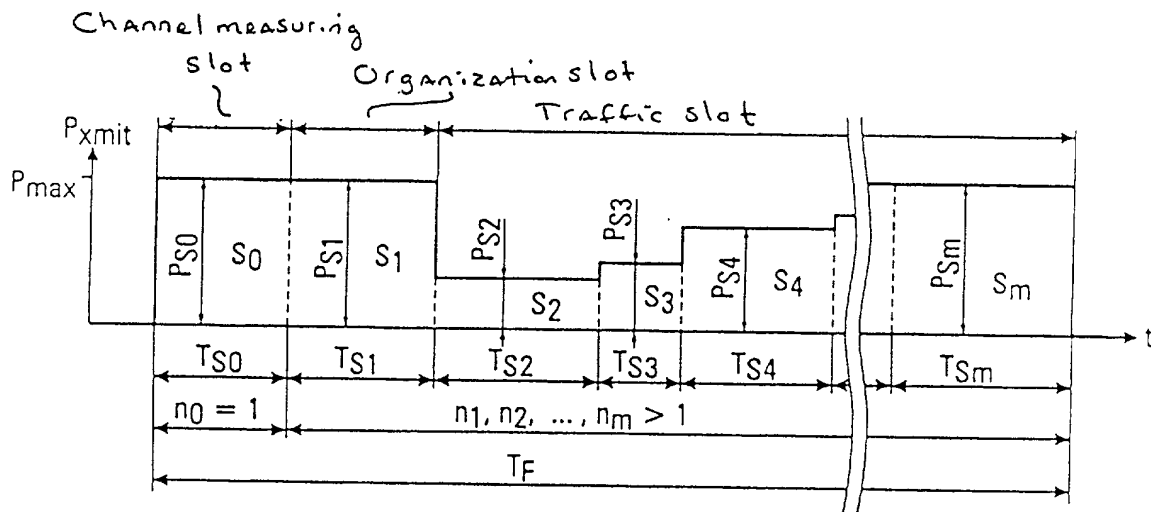 Channel measuring
slot
Organization slot
Traffic slot
Pxmit
Pmax
PS0
S0
PS1
S1
PS2
S2
PS3
S3
PS4
S4
PSm
Sm
t
TS0
TS1
TS2
TS3
TS4
TSm
n0 = 1
n1, n2, ..., nm > 1
TF